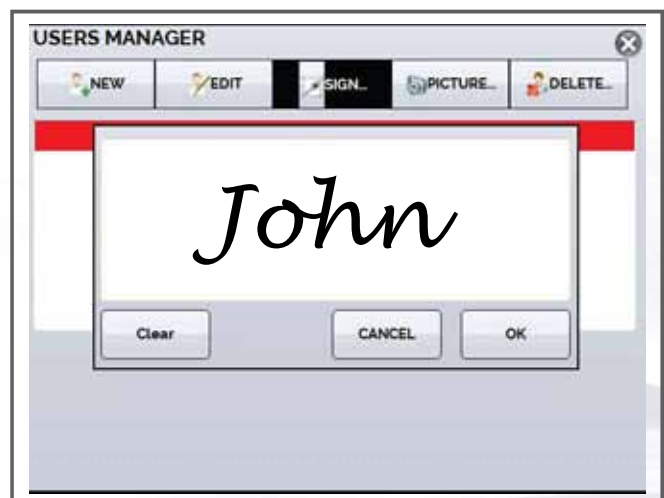 USERS MANAGER
NEW EDIT SIGN... PICTURE... DELETE...
John
Clear CANCEL OK